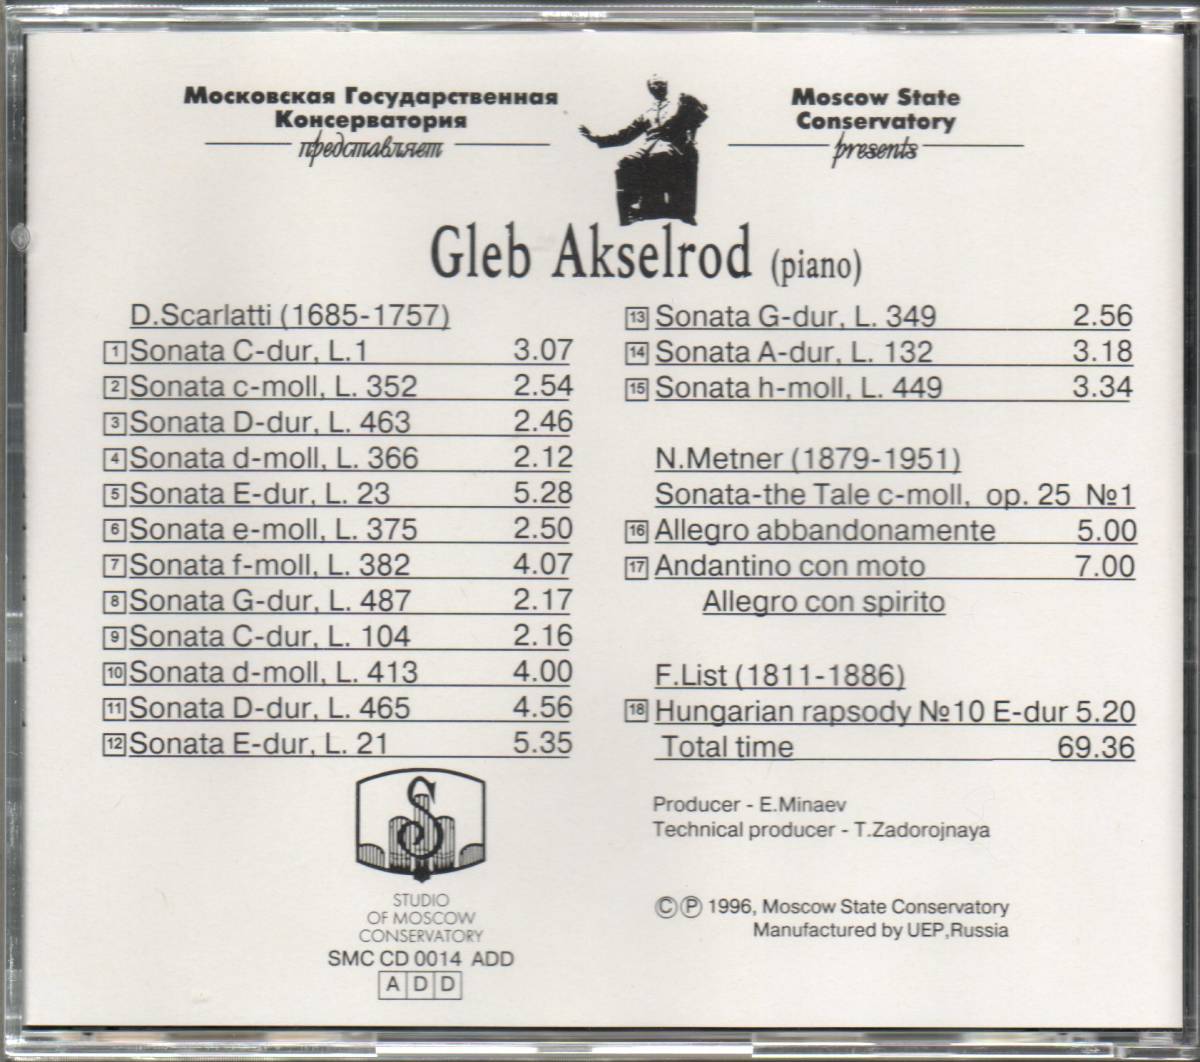 Московская Государственная
Консерватория
представляет
Moscow State
Conservatory
presents
Gleb Akselrod (piano)
D.Scarlatti (1685-1757)
1 Sonata C-dur, L.1 3.07
2 Sonata c-moll, L. 352 2.54
3 Sonata D-dur, L. 463 2.46
4 Sonata d-moll, L. 366 2.12
5 Sonata E-dur, L. 23 5.28
6 Sonata e-moll, L. 375 2.50
7 Sonata f-moll, L. 382 4.07
8 Sonata G-dur, L. 487 2.17
9 Sonata C-dur, L. 104 2.16
10 Sonata d-moll, L. 413 4.00
11 Sonata D-dur, L. 465 4.56
12 Sonata E-dur, L. 21 5.35
13 Sonata G-dur, L. 349 2.56
14 Sonata A-dur, L. 132 3.18
15 Sonata h-moll, L. 449 3.34
N.Metner (1879-1951)
Sonata-the Tale c-moll, op. 25 №1
16 Allegro abbandonamente 5.00
17 Andantino con moto 7.00
Allegro con spirito
F.List (1811-1886)
18 Hungarian rapsody №10 E-dur 5.20
Total time 69.36
Producer - E.Minaev
Technical producer - T.Zadorojnaya
©℗ 1996, Moscow State Conservatory
Manufactured by UEP,Russia
S
STUDIO
OF MOSCOW
CONSERVATORY
SMC CD 0014 ADD
A D D